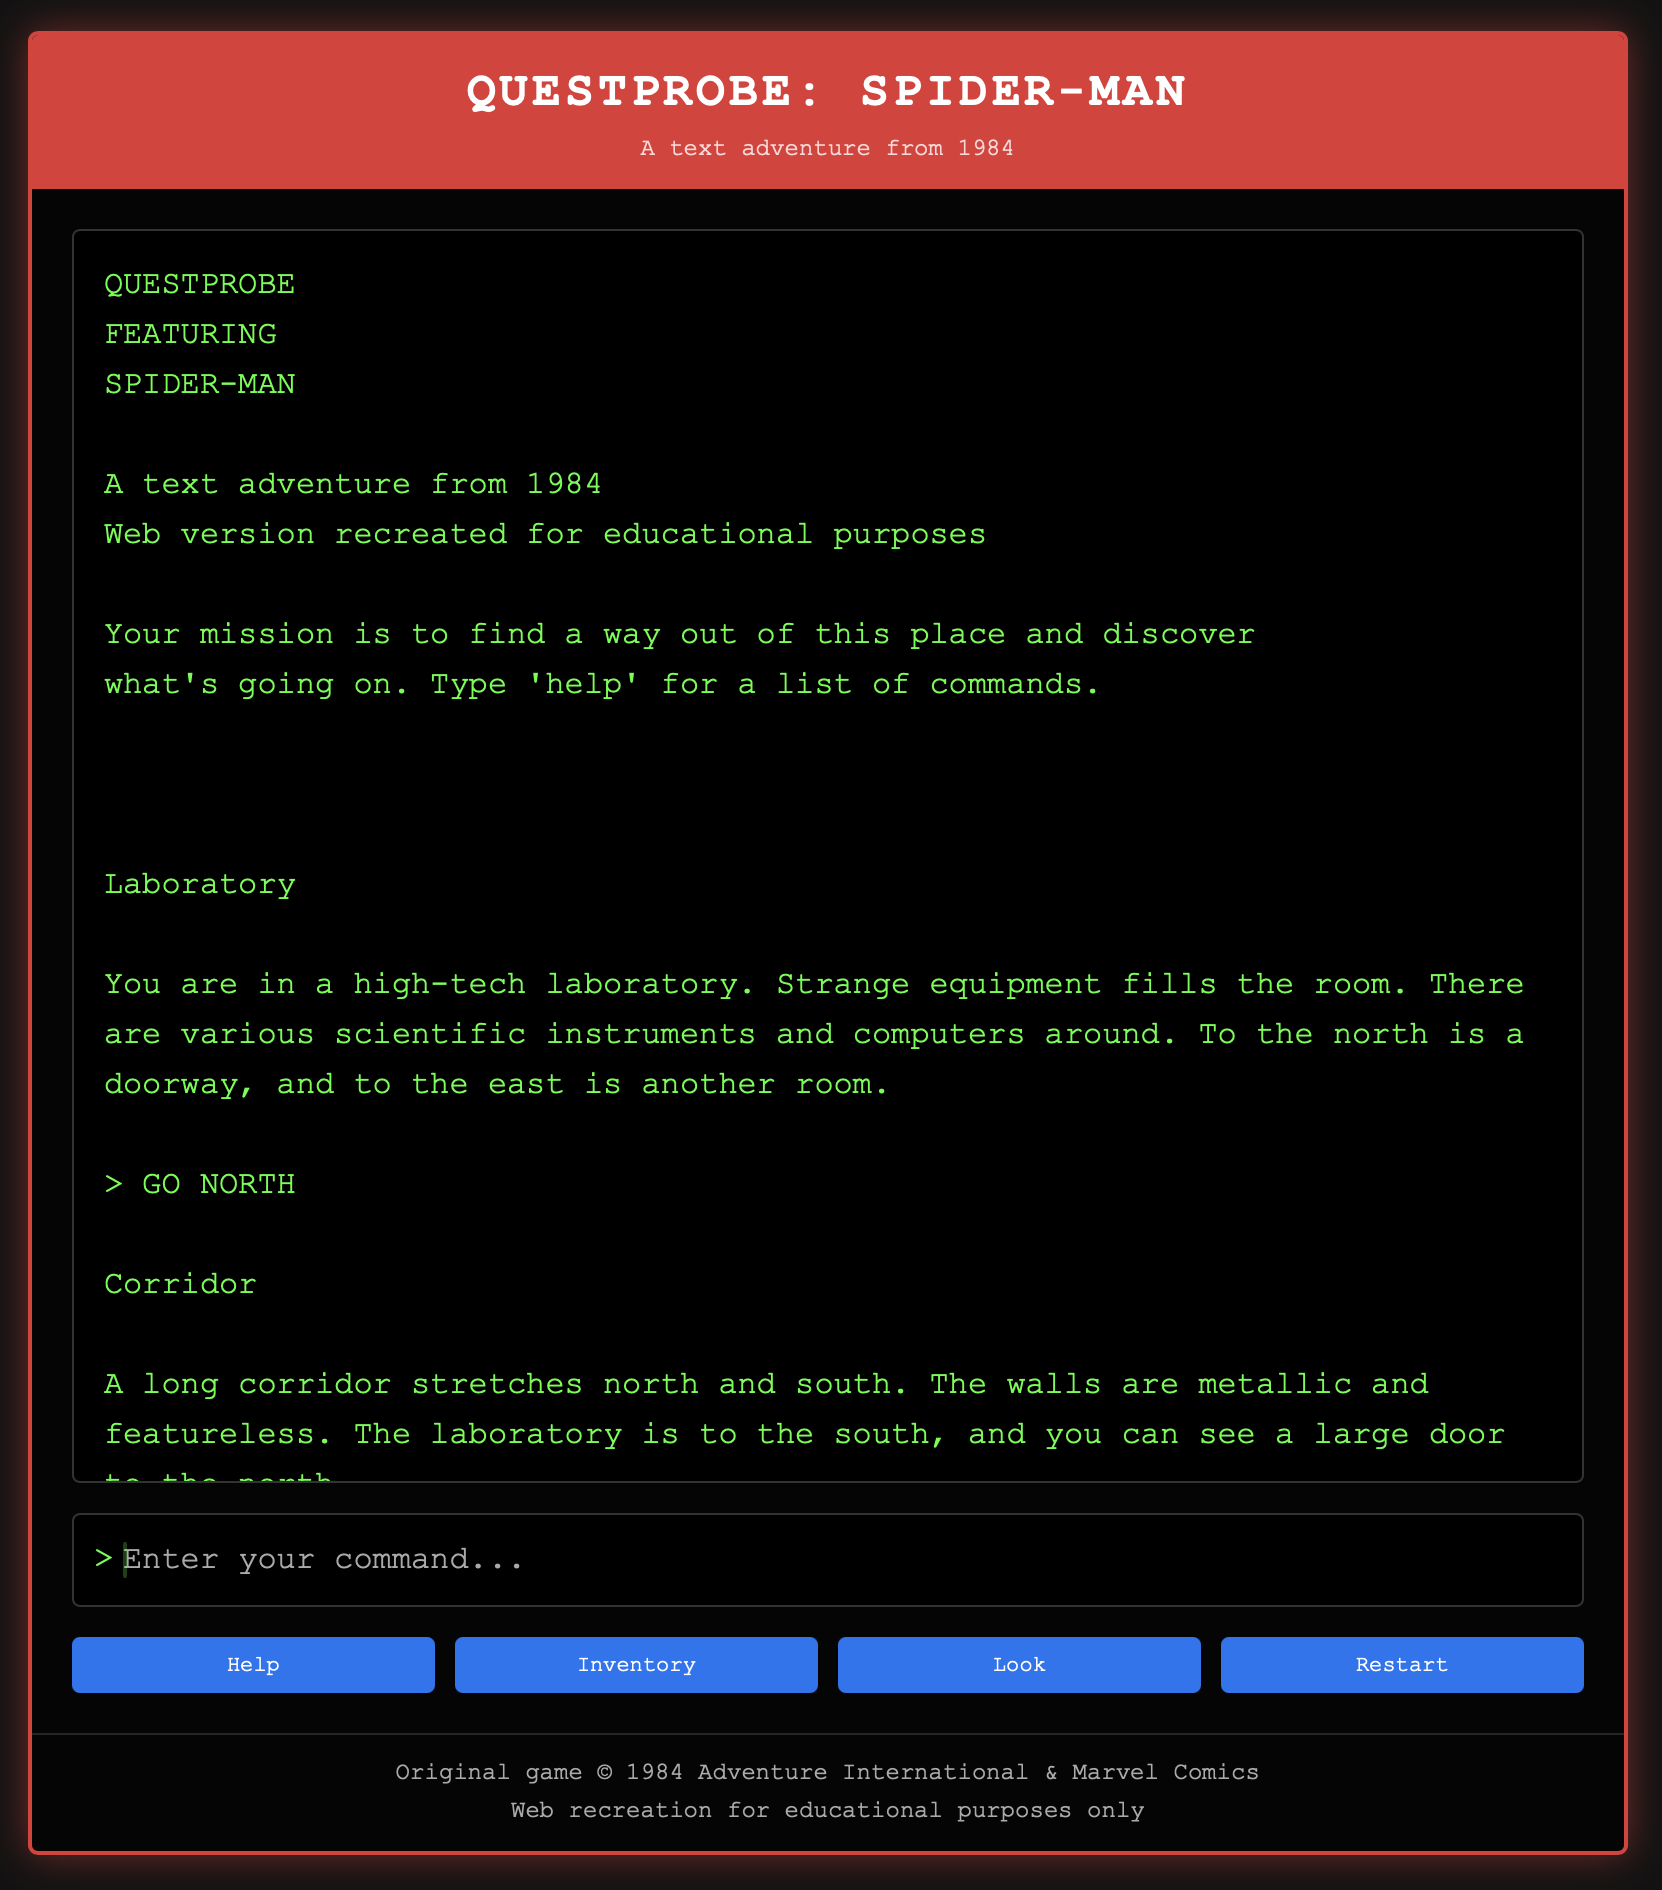 QUESTPROBE: SPIDER-MAN
A text adventure from 1984
QUESTPROBE
FEATURING
SPIDER-MAN
A text adventure from 1984
Web version recreated for educational purposes
Your mission is to find a way out of this place and discover
what's going on. Type 'help' for a list of commands.
Laboratory
You are in a high-tech laboratory. Strange equipment fills the room. There
are various scientific instruments and computers around. To the north is a
doorway, and to the east is another room.
> GO NORTH
Corridor
A long corridor stretches north and south. The walls are metallic and
featureless. The laboratory is to the south, and you can see a large door
to the north
> Enter your command...
Help
Inventory
Look
Restart
Original game © 1984 Adventure International & Marvel Comics
Web recreation for educational purposes only